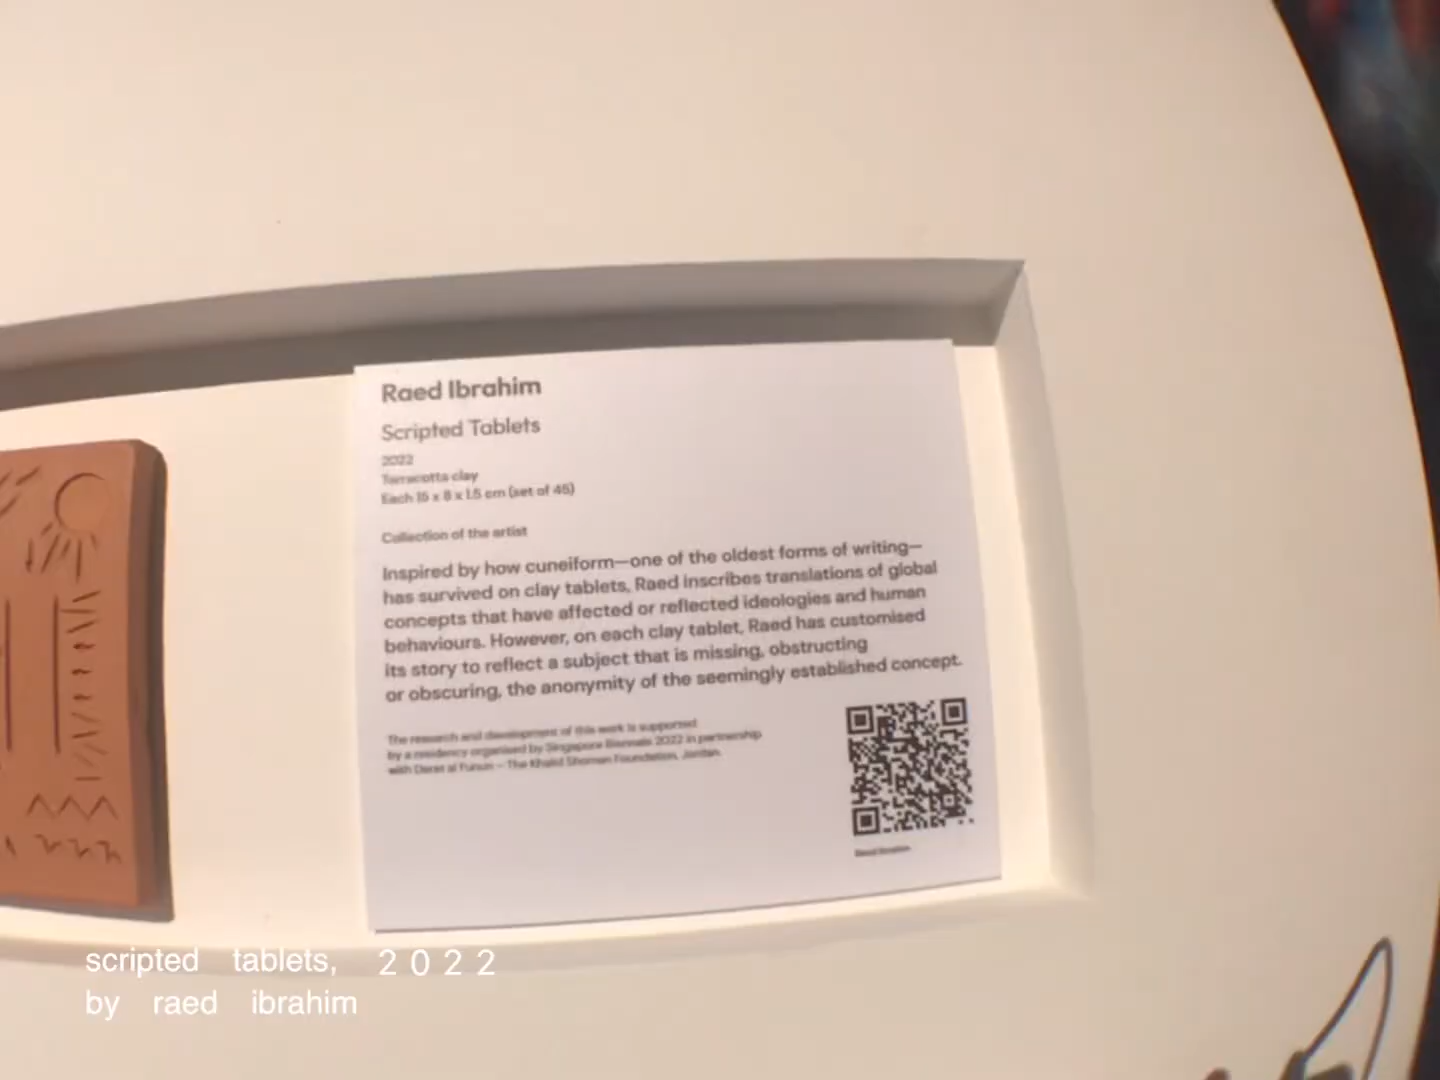 Raed Ibrahim
Scripted Tablets
2022
Terracotta clay
Each 15 x 8 x 1.5 cm (set of 45)
Collection of the artist
Inspired by how cuneiform—one of the oldest forms of writing—
has survived on clay tablets, Raed inscribes translations of global
concepts that have affected or reflected ideologies and human
behaviours. However, on each clay tablet, Raed has customised
its story to reflect a subject that is missing, obstructing
or obscuring, the anonymity of the seemingly established concept.
The research and development of this work is supported
by a residency organised by Singapore Biennale 2022 in partnership
with Darat al Funun – The Khalid Shoman Foundation, Jordan.
Raed Ibrahim
scripted tablets, 2022
by raed ibrahim